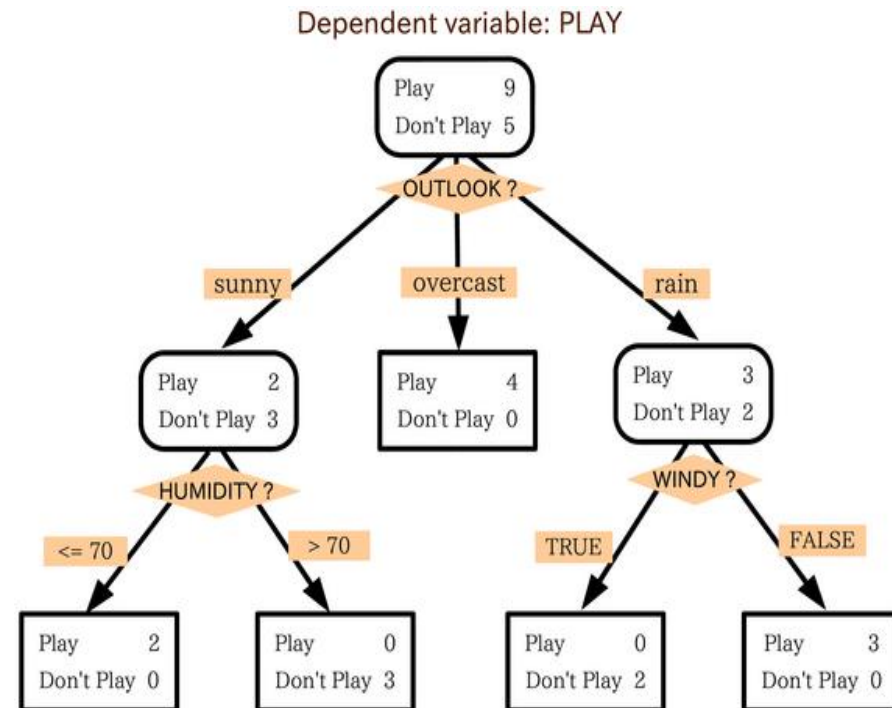 Dependent variable: PLAY
Play 9
Don't Play 5
OUTLOOK ?
sunny
overcast
rain
Play 2
Don't Play 3
Play 4
Don't Play 0
Play 3
Don't Play 2
HUMIDITY ?
WINDY ?
<= 70
> 70
TRUE
FALSE
Play 2
Don't Play 0
Play 0
Don't Play 3
Play 0
Don't Play 2
Play 3
Don't Play 0